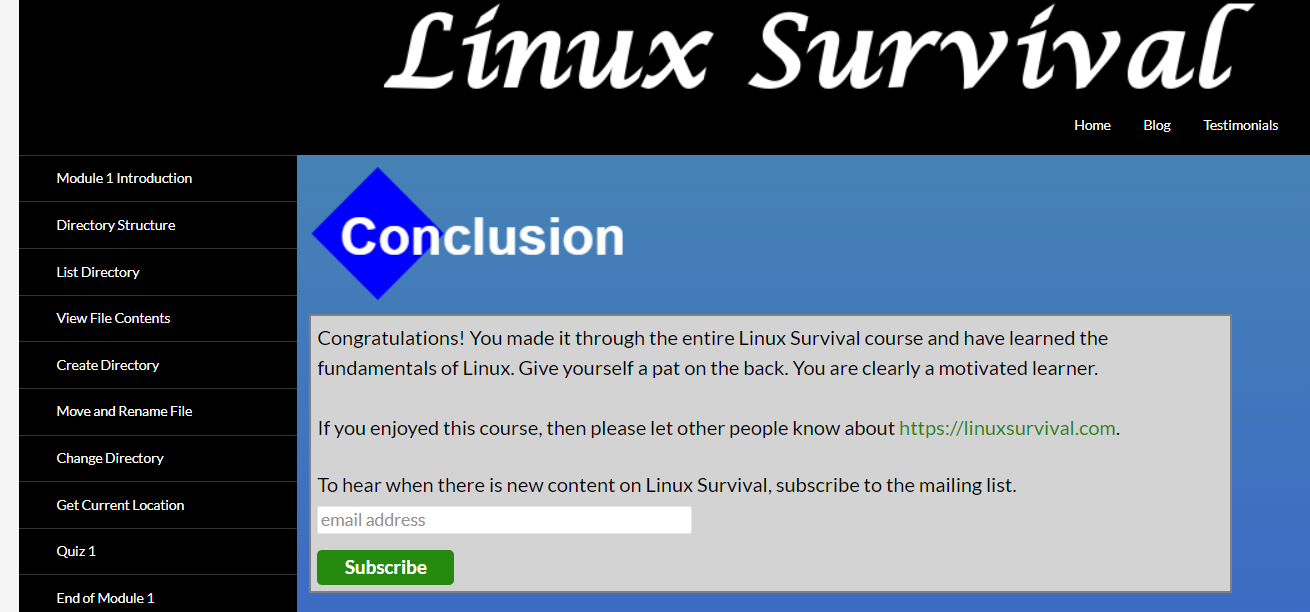 Linux Survival
Home Blog Testimonials
Module 1 Introduction
Directory Structure
List Directory
View File Contents
Create Directory
Move and Rename File
Change Directory
Get Current Location
Quiz 1
End of Module 1
Conclusion
Congratulations! You made it through the entire Linux Survival course and have learned the
fundamentals of Linux. Give yourself a pat on the back. You are clearly a motivated learner.
If you enjoyed this course, then please let other people know about https://linuxsurvival.com.
To hear when there is new content on Linux Survival, subscribe to the mailing list.
email address
Subscribe